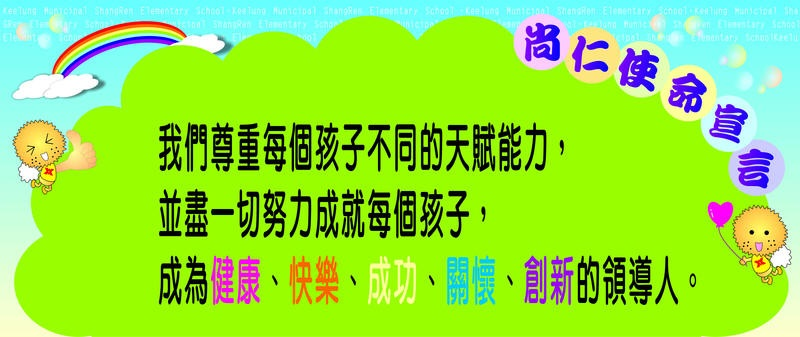 Keelung Municipal ShangRen Elementary School
尚仁使命宣言
我們尊重每個孩子不同的天賦能力，
並盡一切努力成就每個孩子，
成為健康、快樂、成功、關懷、創新的領導人。